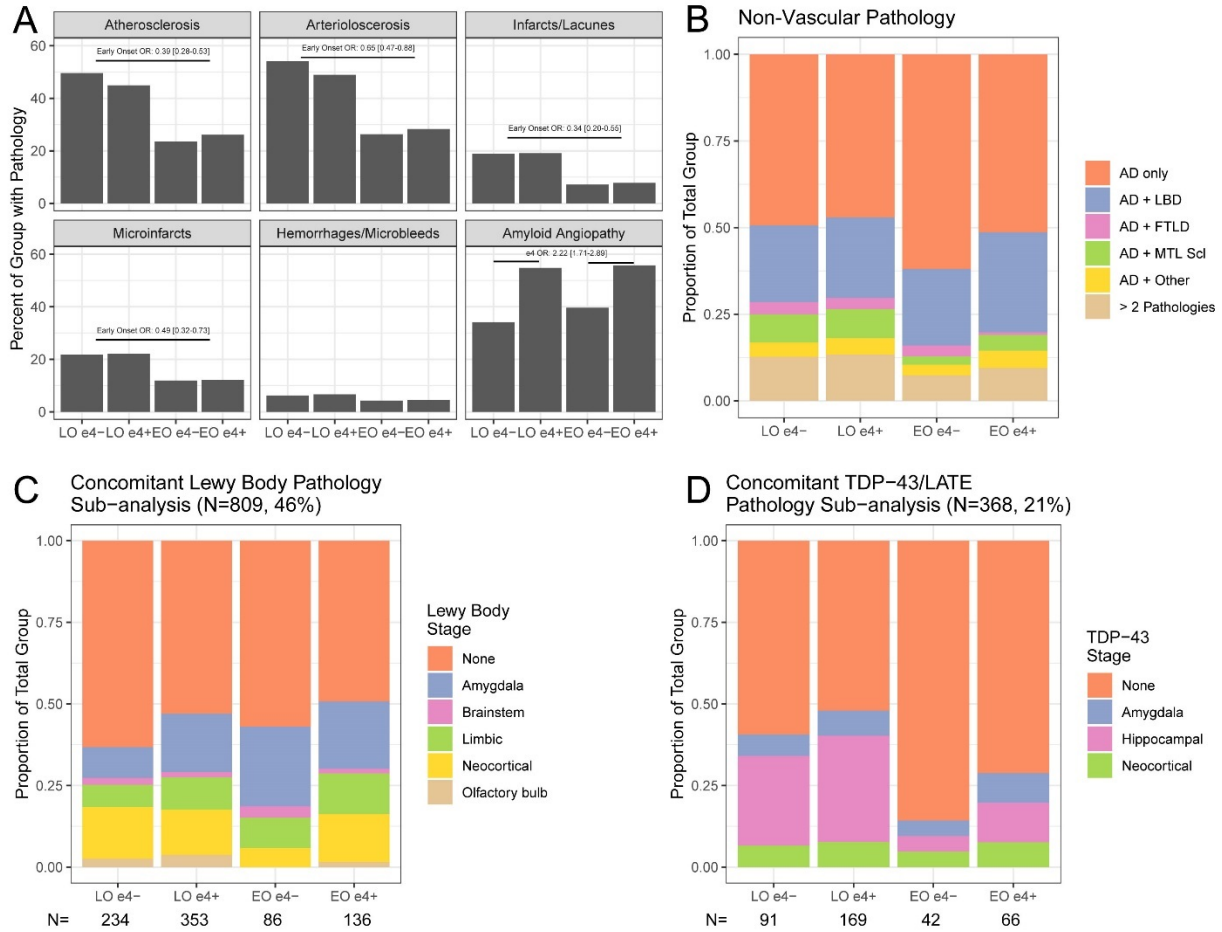 A
Atherosclerosis
Arterioloscerosis
Infarcts/Lacunes
Percent of Group with Pathology
60
40
20
0
Early Onset OR: 0.39 [0.28-0.53]
Early Onset OR: 0.65 [0.47-0.88]
Early Onset OR: 0.34 [0.20-0.55]
Microinfarcts
Hemorrhages/Microbleeds
Amyloid Angiopathy
60
40
20
0
Early Onset OR: 0.49 [0.32-0.73]
e4 OR: 2.22 [1.71-2.89]
LO e4− LO e4+ EO e4− EO e4+
LO e4− LO e4+ EO e4− EO e4+
LO e4− LO e4+ EO e4− EO e4+
B
Non-Vascular Pathology
Proportion of Total Group
1.00
0.75
0.50
0.25
0.00
LO e4− LO e4+ EO e4− EO e4+
AD only
AD + LBD
AD + FTLD
AD + MTL Scl
AD + Other
> 2 Pathologies
C
Concomitant Lewy Body Pathology
Sub−analysis (N=809, 46%)
Proportion of Total Group
1.00
0.75
0.50
0.25
0.00
LO e4− LO e4+ EO e4− EO e4+
N= 234 353 86 136
Lewy Body
Stage
None
Amygdala
Brainstem
Limbic
Neocortical
Olfactory bulb
D
Concomitant TDP−43/LATE
Pathology Sub−analysis (N=368, 21%)
Proportion of Total Group
1.00
0.75
0.50
0.25
0.00
LO e4− LO e4+ EO e4− EO e4+
N= 91 169 42 66
TDP−43
Stage
None
Amygdala
Hippocampal
Neocortical